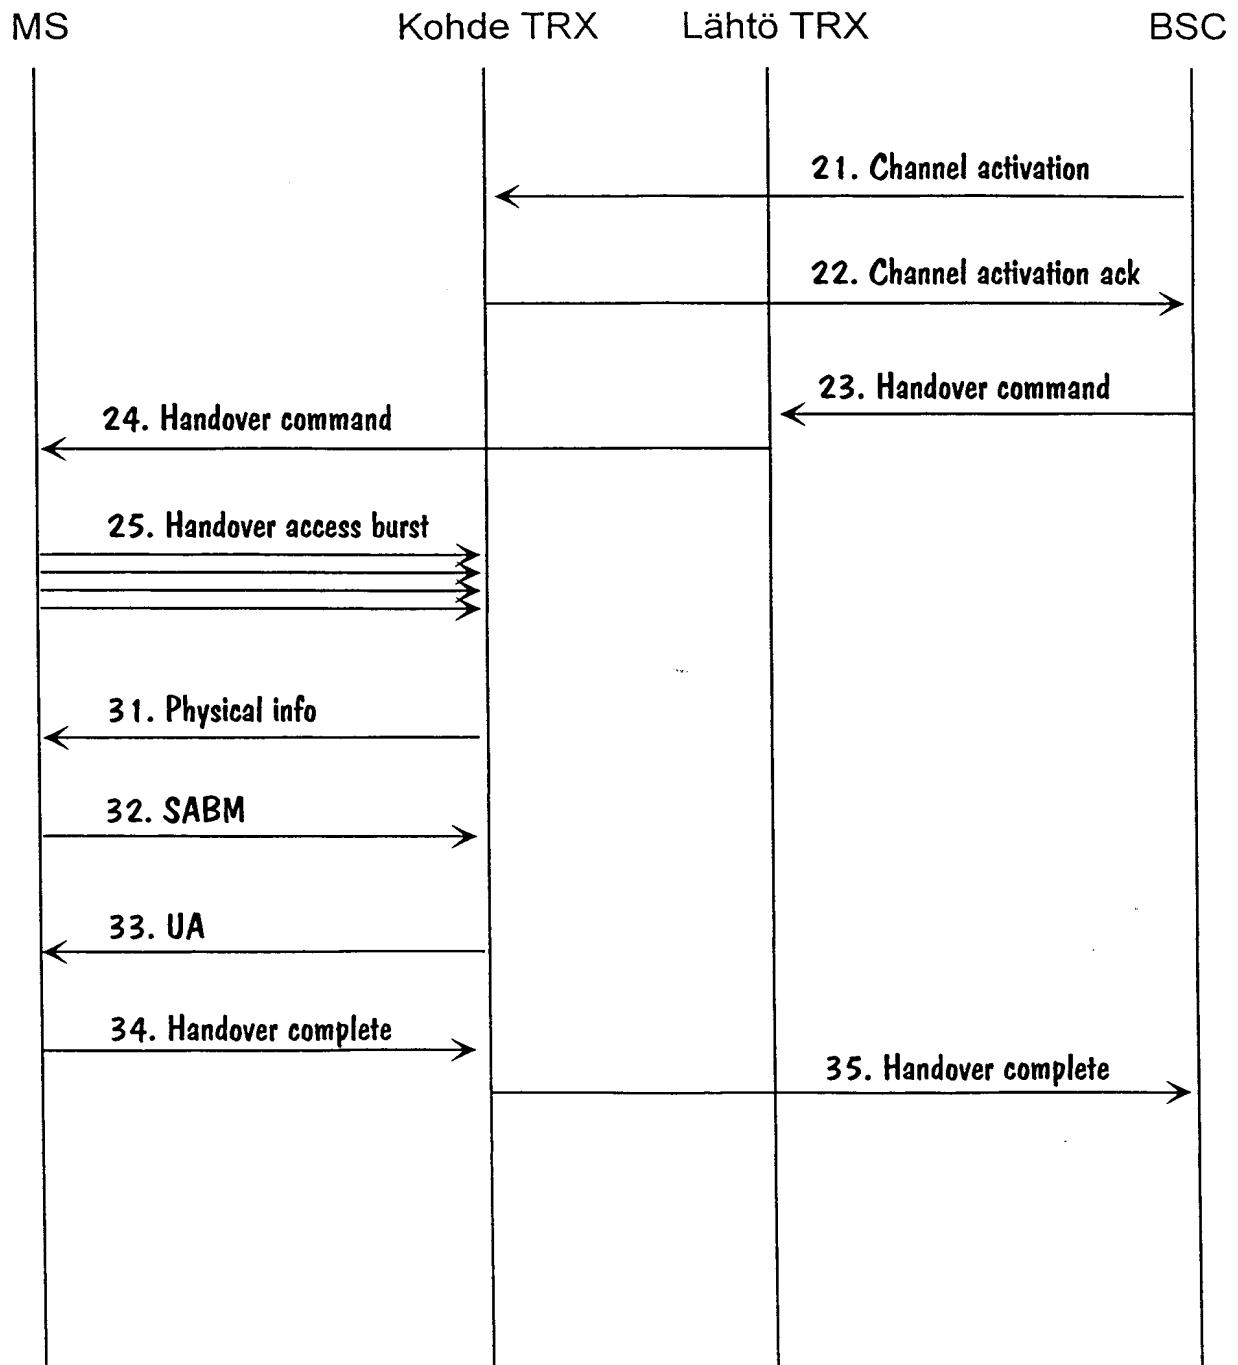 MS Kohde TRX Lähtö TRX BSC
21. Channel activation
22. Channel activation ack
23. Handover command
24. Handover command
25. Handover access burst
31. Physical info
32. SABM
33. UA
34. Handover complete
35. Handover complete